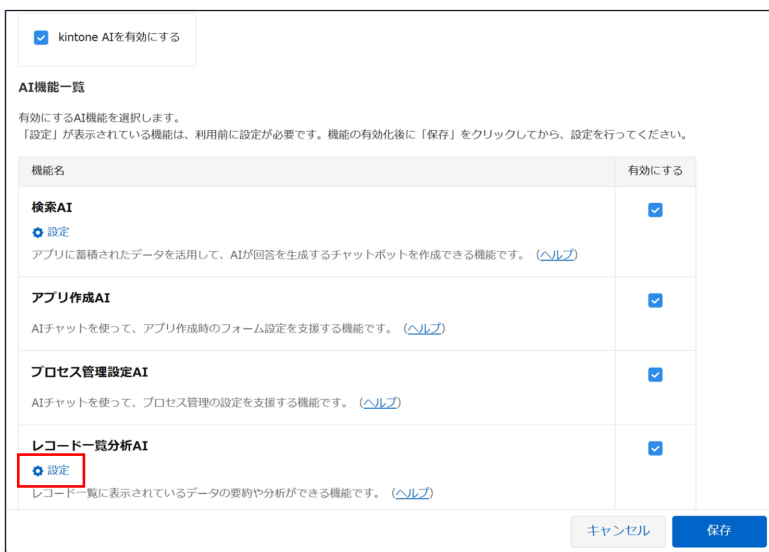 kintone AIを有効にする
AI機能一覧
有効にするAI機能を選択します。
「設定」が表示されている機能は、利用前に設定が必要です。機能の有効化後に「保存」をクリックしてから、設定を行ってください。
機能名 有効にする
検索AI
設定
アプリに蓄積されたデータを活用して、AIが回答を生成するチャットボットを作成できる機能です。（ヘルプ）
アプリ作成AI
AIチャットを使って、アプリ作成時のフォーム設定を支援する機能です。（ヘルプ）
プロセス管理設定AI
AIチャットを使って、プロセス管理の設定を支援する機能です。（ヘルプ）
レコード一覧分析AI
設定
レコード一覧に表示されているデータの要約や分析ができる機能です。（ヘルプ）
キャンセル 保存